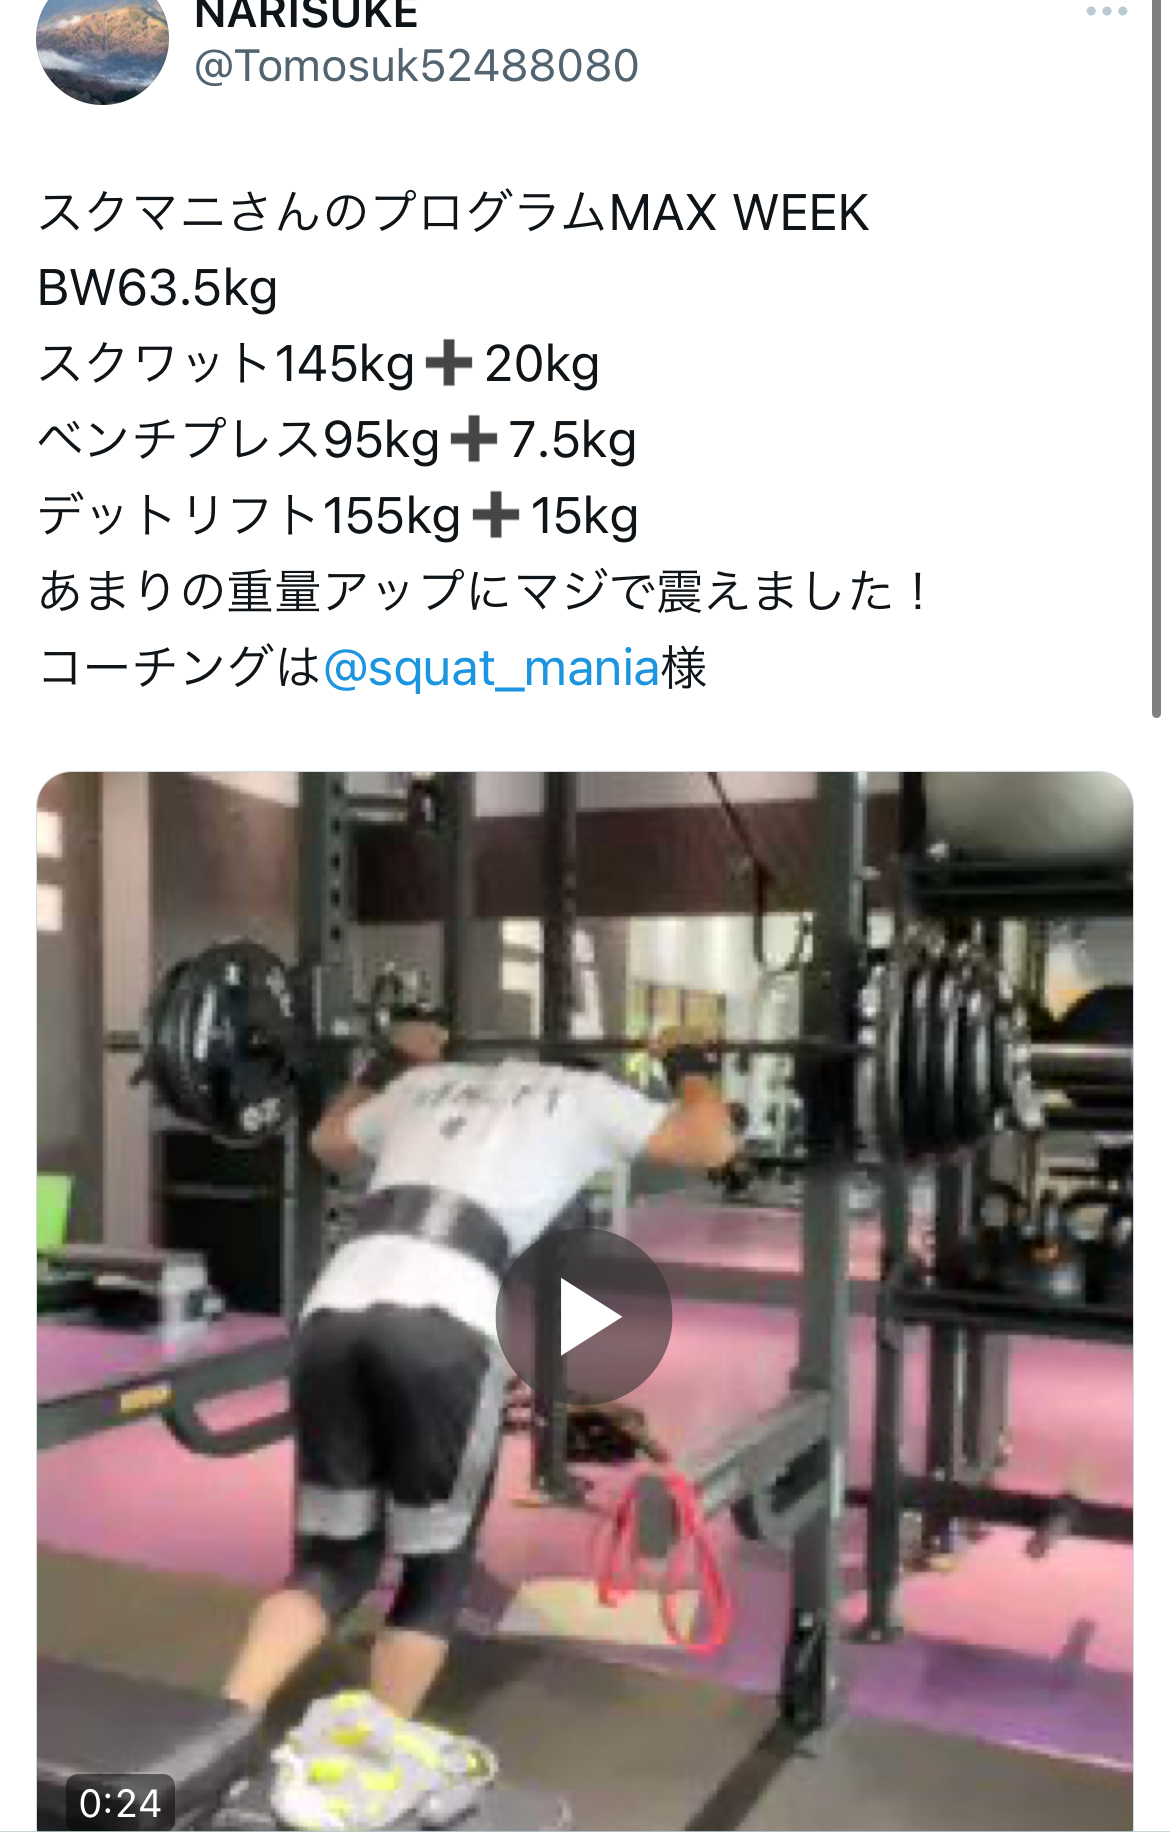 NARISUKE
@Tomosuk52488080
スクマニさんのプログラムMAX WEEK
BW63.5kg
スクワット145kg➕20kg
ベンチプレス95kg➕7.5kg
デットリフト155kg➕15kg
あまりの重量アップにマジで震えました！
コーチングは@squat_mania様
0:24